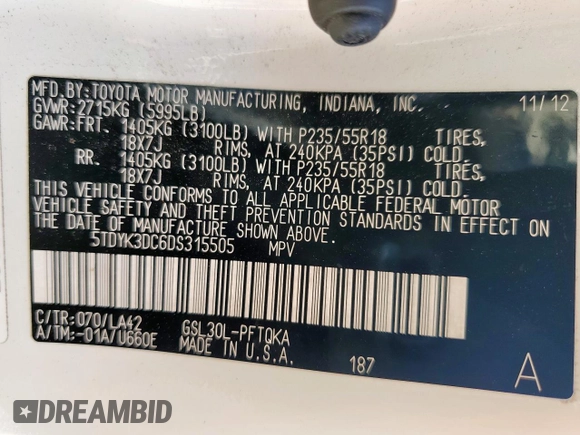 MFD. BY: TOYOTA MOTOR MANUFACTURING, INDIANA, INC. 11/12
GVWR: 2715KG (5995LB)
GAWR: FRT. 1405KG (3100LB) WITH P235/55R18 TIRES,
18X7J RIMS, AT 240KPA (35PSI) COLD.
RR. 1405KG (3100LB) WITH P235/55R18 TIRES,
18X7J RIMS, AT 240KPA (35PSI) COLD.
THIS VEHICLE CONFORMS TO ALL APPLICABLE FEDERAL MOTOR
VEHICLE SAFETY AND THEFT PREVENTION STANDARDS IN EFFECT
ON THE DATE OF MANUFACTURE SHOWN ABOVE.
5TDYK3DC6DS315505 MPV
C/TR: 070/LA42 GSL30L-PFTQKA
A/TM: -01A/U660E MADE IN U.S.A. 187 A
DREAMBID